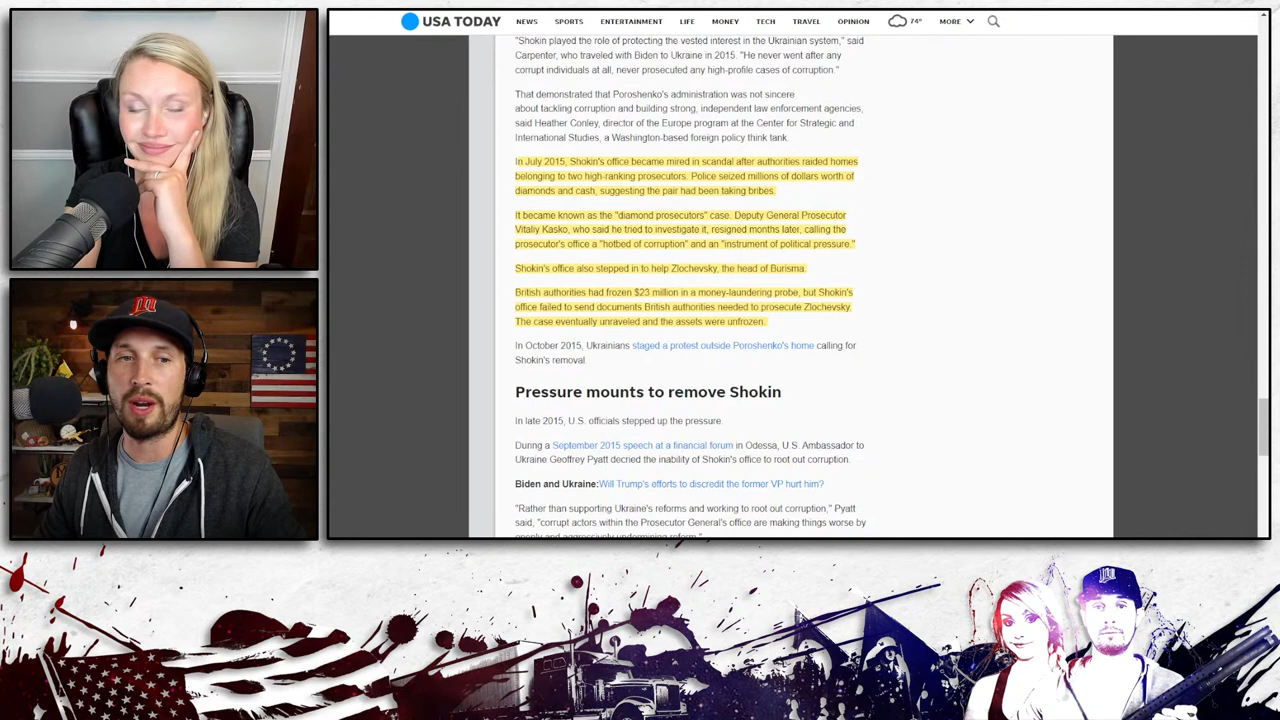 USA TODAY NEWS SPORTS ENTERTAINMENT LIFE MONEY TECH TRAVEL OPINION 74° MORE
"Shokin played the role of protecting the vested interest in the Ukrainian system," said
Carpenter, who traveled with Biden to Ukraine in 2015. "He never went after any
corrupt individuals at all, never prosecuted any high-profile cases of corruption."
That demonstrated that Poroshenko's administration was not sincere
about tackling corruption and building strong, independent law enforcement agencies,
said Heather Conley, director of the Europe program at the Center for Strategic and
International Studies, a Washington-based foreign policy think tank.
In July 2015, Shokin's office became mired in scandal after authorities raided homes
belonging to two high-ranking prosecutors. Police seized millions of dollars worth of
diamonds and cash, suggesting the pair had been taking bribes.
It became known as the "diamond prosecutors" case. Deputy General Prosecutor
Vitaliy Kasko, who said he tried to investigate it, resigned months later, calling the
prosecutor's office a "hotbed of corruption" and an "instrument of political pressure."
Shokin's office also stepped in to help Zlochevsky, the head of Burisma.
British authorities had frozen $23 million in a money-laundering probe, but Shokin's
office failed to send documents British authorities needed to prosecute Zlochevsky.
The case eventually unraveled and the assets were unfrozen.
In October 2015, Ukrainians staged a protest outside Poroshenko's home calling for
Shokin's removal.
Pressure mounts to remove Shokin
In late 2015, U.S. officials stepped up the pressure.
During a September 2015 speech at a financial forum in Odessa, U.S. Ambassador to
Ukraine Geoffrey Pyatt decried the inability of Shokin's office to root out corruption.
Biden and Ukraine:Will Trump's efforts to discredit the former VP hurt him?
"Rather than supporting Ukraine's reforms and working to root out corruption," Pyatt
said, "corrupt actors within the Prosecutor General's office are making things worse by
openly and aggressively undermining reform."